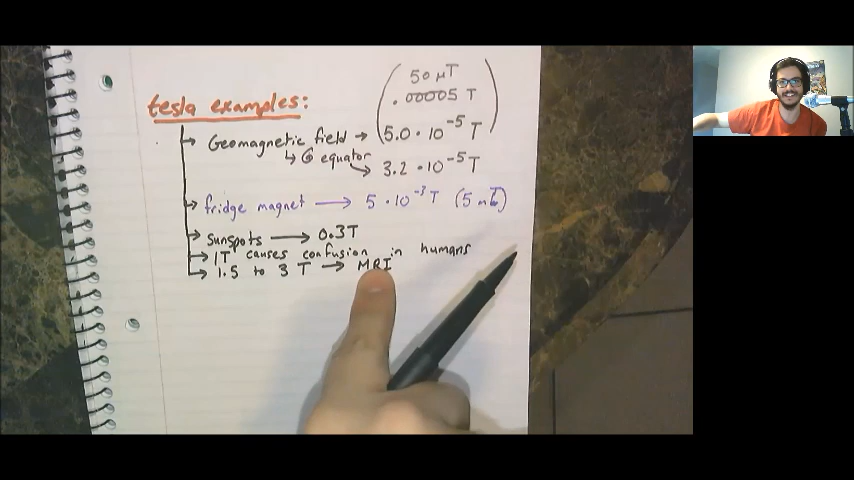 50 μT
tesla examples:
.00005 T
Geomagnetic field → 5.0 · 10⁻⁵ T
↳ @ equator → 3.2 · 10⁻⁵ T
fridge magnet → 5 · 10⁻³ T (5 mT)
sunspots → 0.3T
1T causes confusion in humans
1.5 to 3 T → MRI